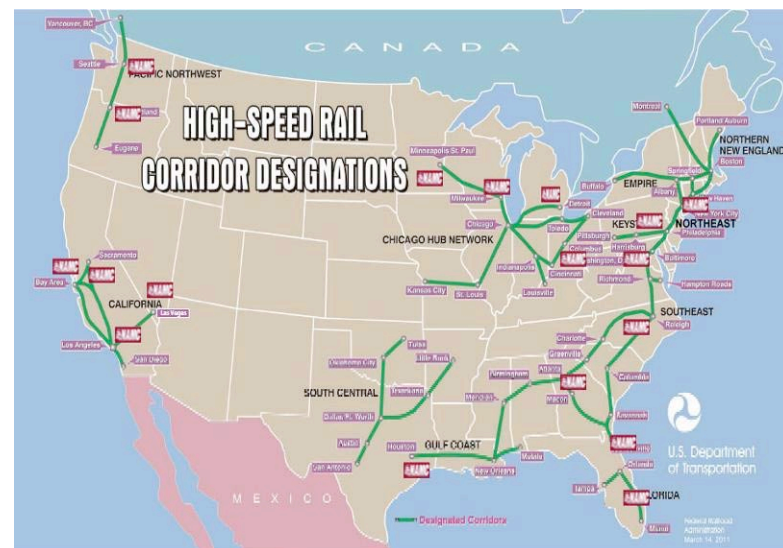 CANADA
Vancouver, BC
Seattle
PACIFIC NORTHWEST
Eugene
HIGH-SPEED RAIL
CORRIDOR DESIGNATIONS
Minneapolis St. Paul
Milwaukee
Chicago
CHICAGO HUB NETWORK
Detroit
Toledo
Cleveland
Pittsburgh
Columbus
Indianapolis
Cincinnati
Louisville
Kansas City
St. Louis
Montreal
Portland Auburn
NORTHERN
NEW ENGLAND
Boston
Springfield
Albany
Buffalo
EMPIRE
NORTHEAST
Philadelphia
Harrisburg
Baltimore
Richmond
Hampton Roads
SOUTHEAST
Raleigh
Charlotte
Greenville
Atlanta
Columbia
Birmingham
Macon
Savannah
Meridian
Sacramento
Bay Area
CALIFORNIA
Las Vegas
Los Angeles
San Diego
Tulsa
Oklahoma City
Little Rock
SOUTH CENTRAL
Texarkana
Dallas/Ft. Worth
Austin
San Antonio
Houston
GULF COAST
Mobile
New Orleans
Orlando
Tampa
Miami
U.S. Department
of Transportation
MEXICO
Designated Corridors
Federal Railroad
Administration
March 14, 2011